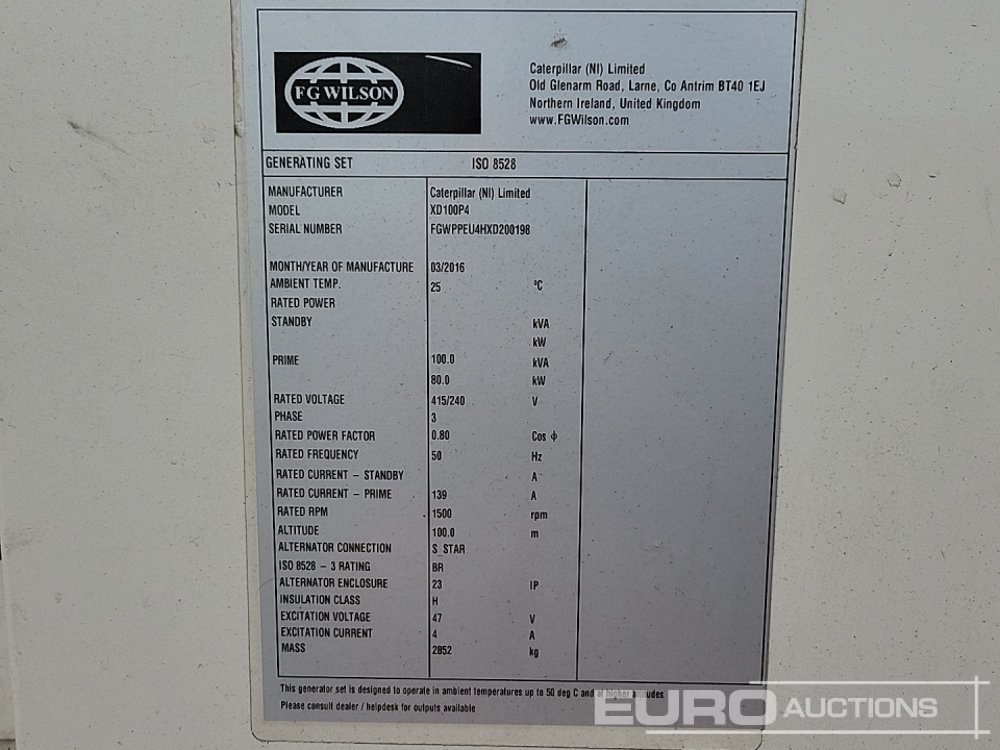 FG WILSON
Caterpillar (NI) Limited
Old Glenarm Road, Larne, Co Antrim BT40 1EJ
Northern Ireland, United Kingdom
www.FGWilson.com
GENERATING SET ISO 8528
MANUFACTURER Caterpillar (NI) Limited
MODEL XD100P4
SERIAL NUMBER FGWPPEU4HXD200198
MONTH/YEAR OF MANUFACTURE 03/2016
AMBIENT TEMP. 25 °C
RATED POWER
STANDBY kVA
kW
PRIME 100.0 kVA
80.0 kW
RATED VOLTAGE 415/240 V
PHASE 3
RATED POWER FACTOR 0.80 Cos ϕ
RATED FREQUENCY 50 Hz
RATED CURRENT – STANDBY A
RATED CURRENT – PRIME 139 A
RATED RPM 1500 rpm
ALTITUDE 100.0 m
ALTERNATOR CONNECTION S_STAR
ISO 8528 – 3 RATING BR
ALTERNATOR ENCLOSURE 23 IP
INSULATION CLASS H
EXCITATION VOLTAGE 47 V
EXCITATION CURRENT 4 A
MASS 2852 kg
This generator set is designed to operate in ambient temperatures up to 50 deg C and at higher altitudes
Please consult dealer / helpdesk for outputs available
EURO AUCTIONS